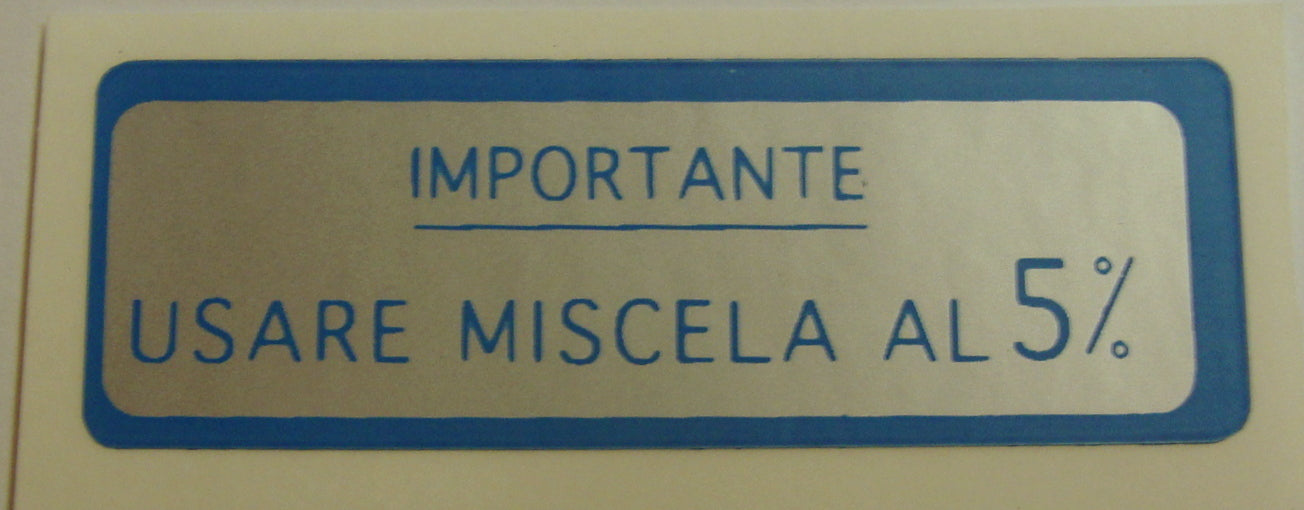 IMPORTANTE
USARE MISCELA AL 5%